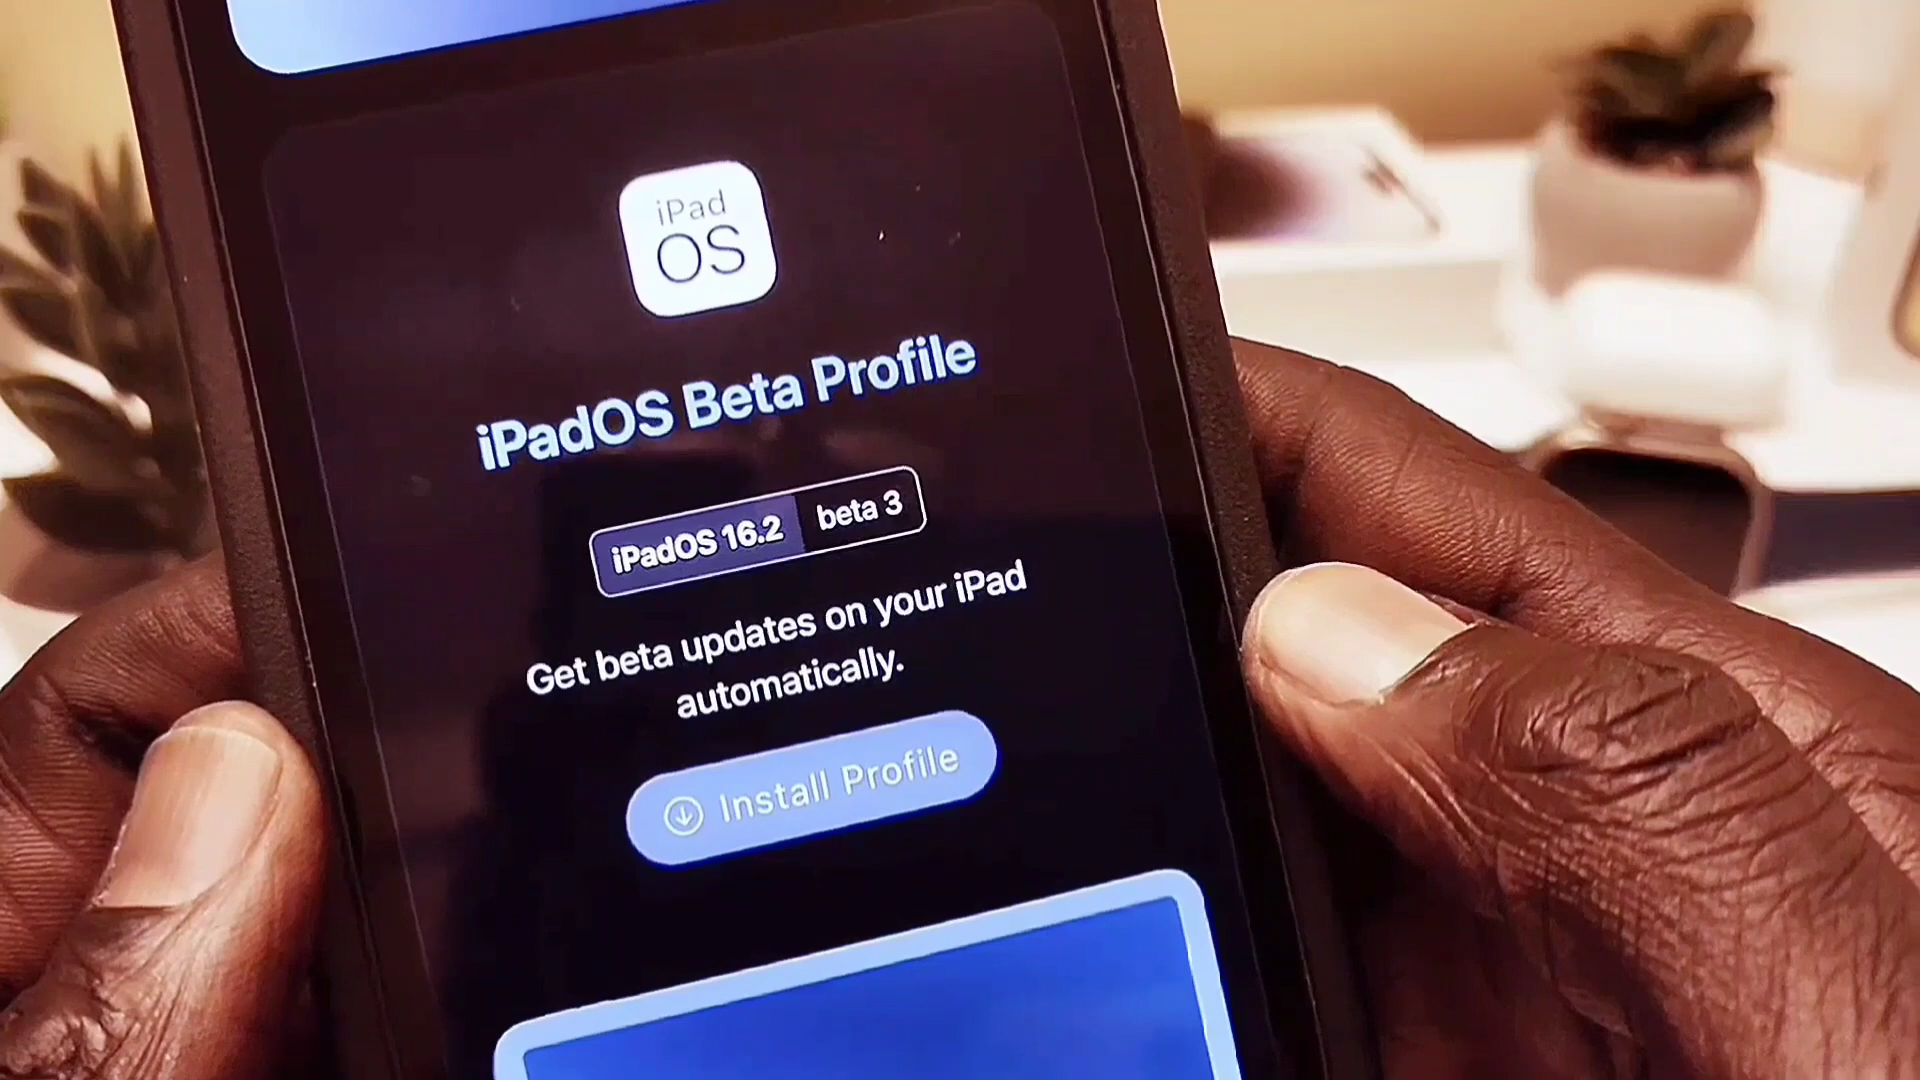 iPad
OS
iPadOS Beta Profile
iPadOS 16.2 beta 3
Get beta updates on your iPad
automatically.
Install Profile